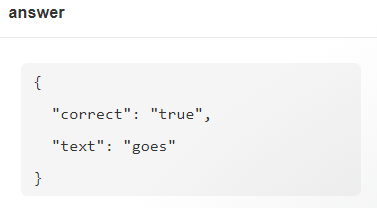 answer
{
"correct": "true",
"text": "goes"
}